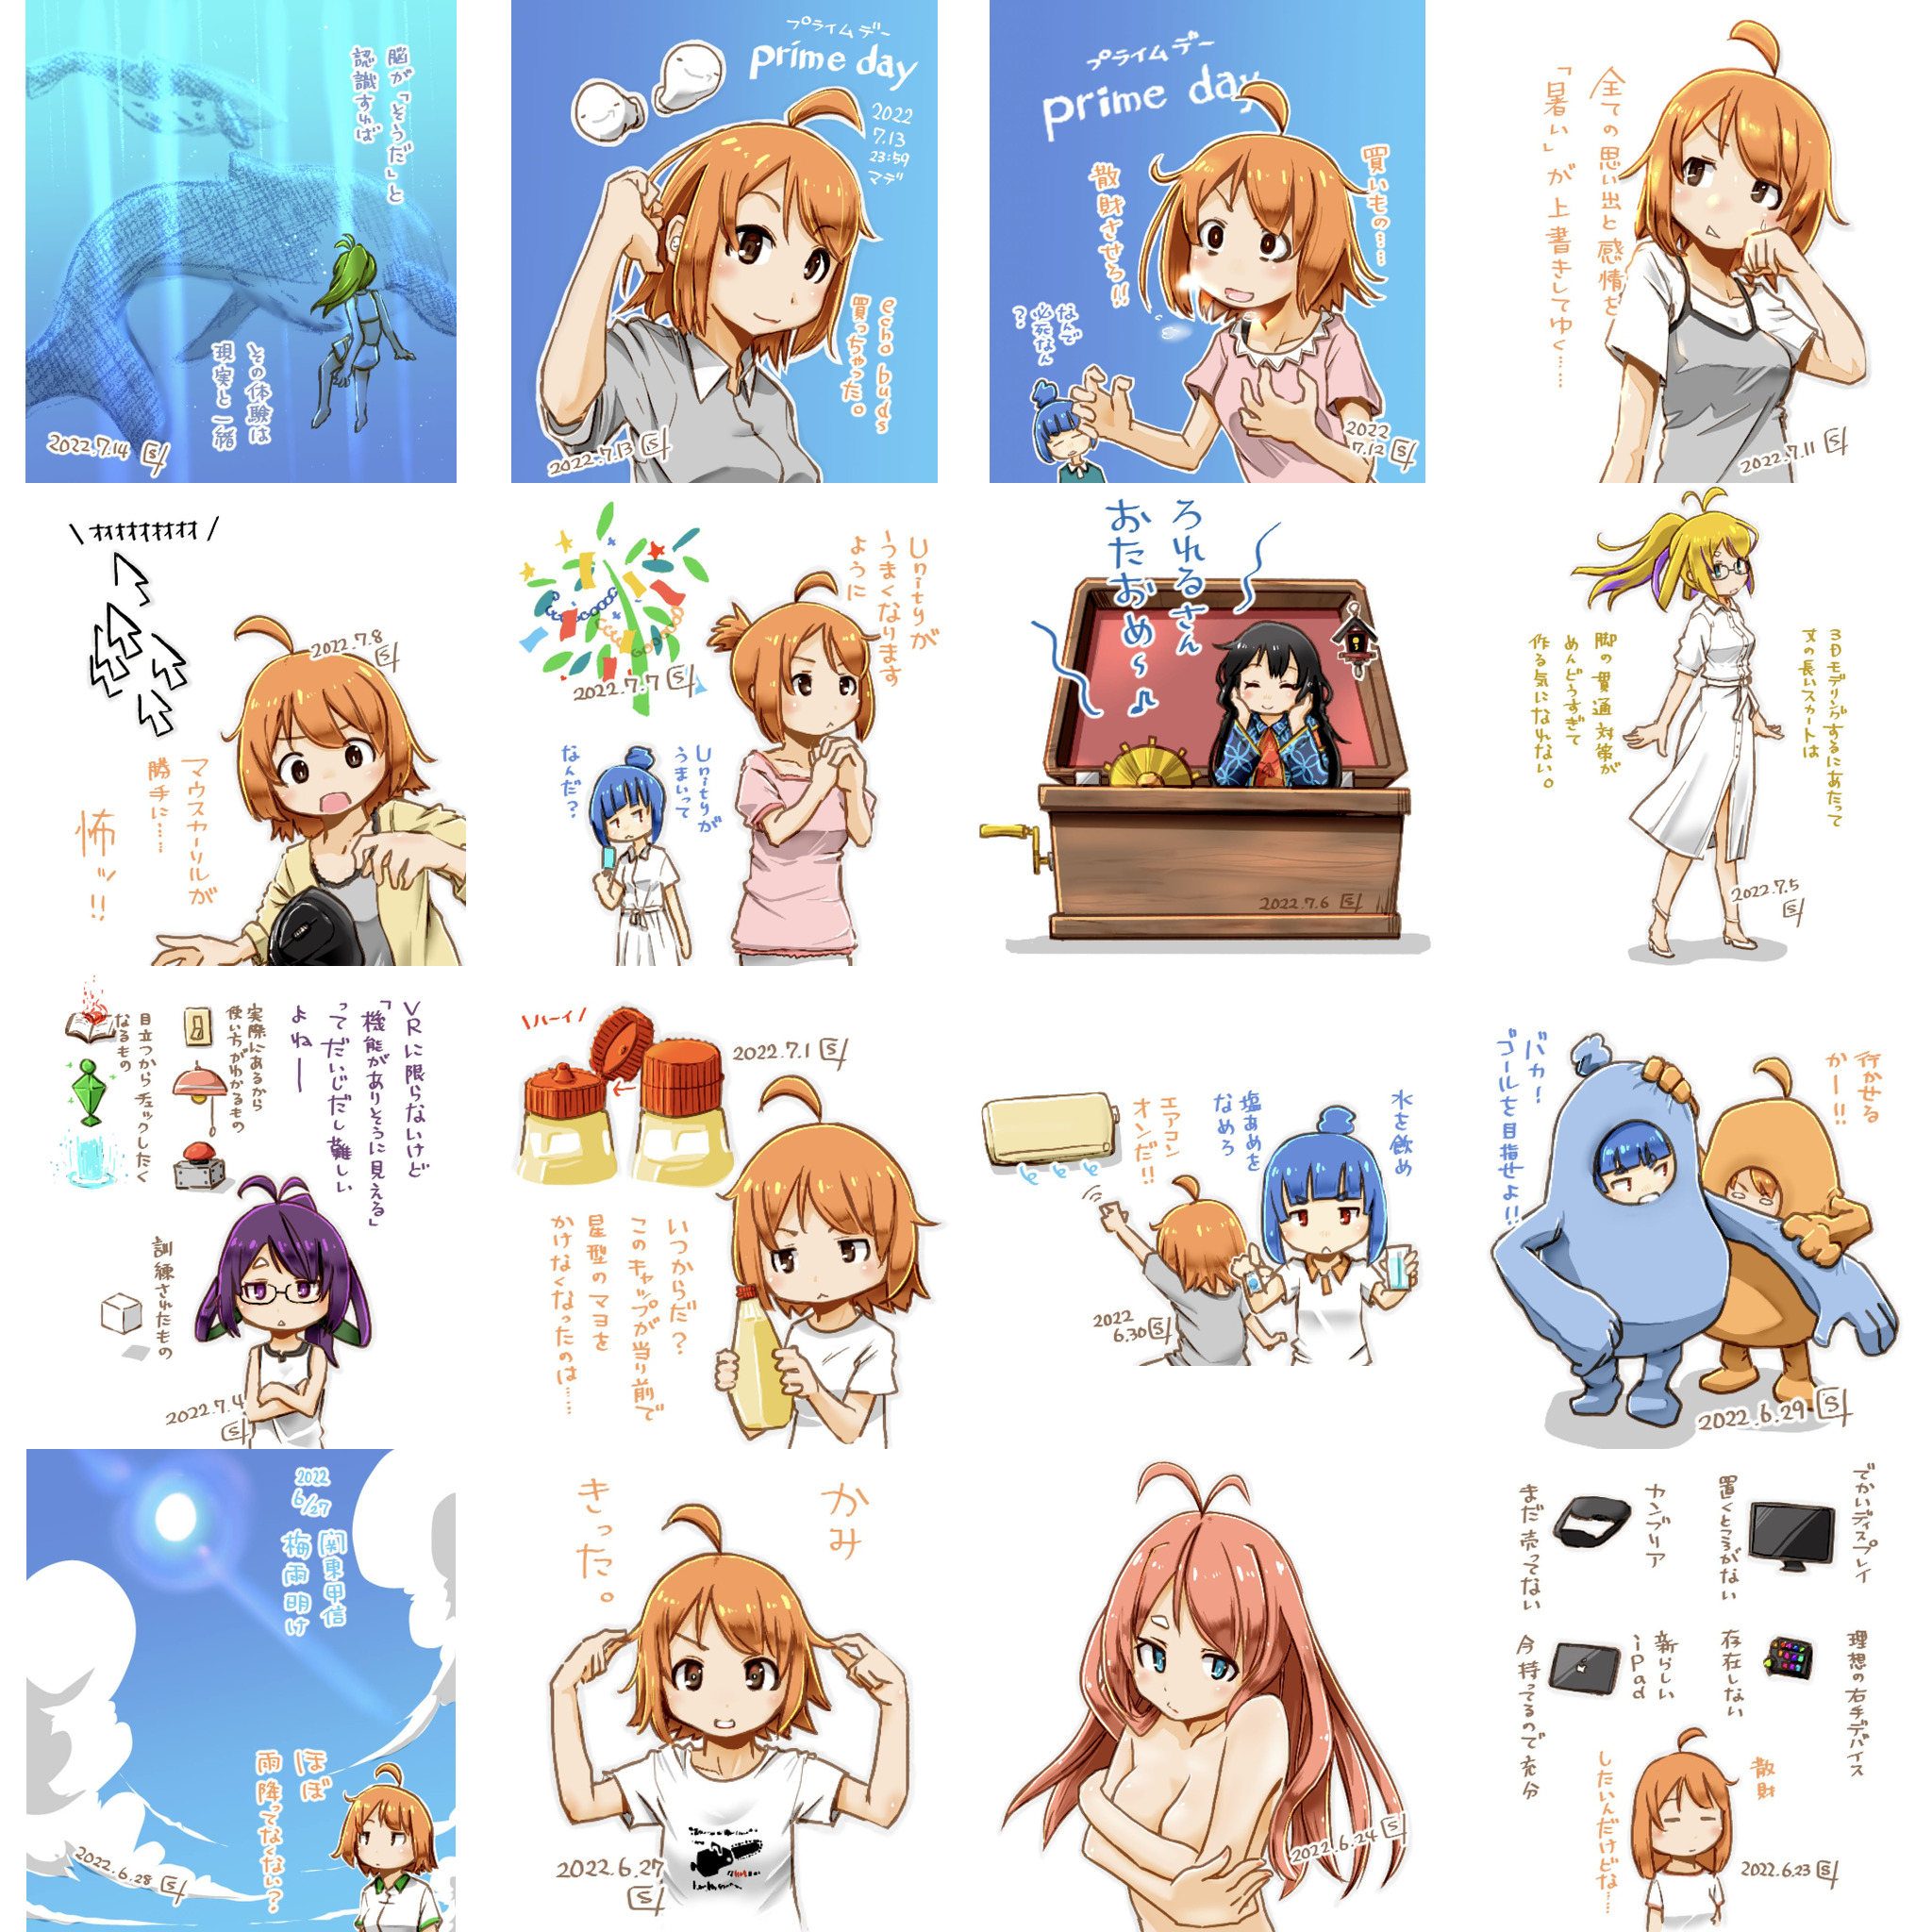 脳が「そうだ」と
認識すれば
その体験は
現実と一緒
2022.7.14
プライムデー
prime day
2022
7.13
23:59
マデ
echo buds
買っちゃった。
2022.7.13
プライムデー
prime day
買いもの……
散財させろ!!
なんで
必死なん
?
2022
7.12
全ての思い出と感情を
「暑い」が上書きしてゆく……
2022.7.11
\オオオオオオオオオ/
2022.7.8
マウスカーソルが
勝手に……
怖ッ!!
Unityが
うまくなります
ように
2022.7.7
Unityが
うまいって
なんだ?
ろれるさん
おたおめ〜♪
2022.7.6
3Dモデリングするにあたって
丈の長いスカートは
脚の貫通対策が
めんどうすぎて
作る気になれない。
2022.7.5
VRに限らないけど
「機能がありそうに見える」
ってだいじだし難しい
よねー
実際にあるから
使い方がわかるもの
目立つからチェックしたく
なるもの
訓練されたもの
2022.7.4
\ハーイ/
2022.7.1
いつからだ?
このキャップが当り前で
星型のマヨを
かけなくなったのは……
水を飲め
塩あめを
なめろ
エアコン
オンだ!!
2022
6.30
行かせる
かー!!
バカ!
ゴールを目指せよ!!
2022.6.29
2022
6/27
関東甲信
梅雨明け
ほぼ
雨降ってなくない?
2022.6.28
かみ
きった。
2022.6.27
2022.6.24
でかいディスプレイ
置くところがない
カンブリア
まだ売ってない
理想の右手デバイス
存在しない
新らしい
iPad
今持ってるので充分
散財
したいんだけどな……
2022.6.23